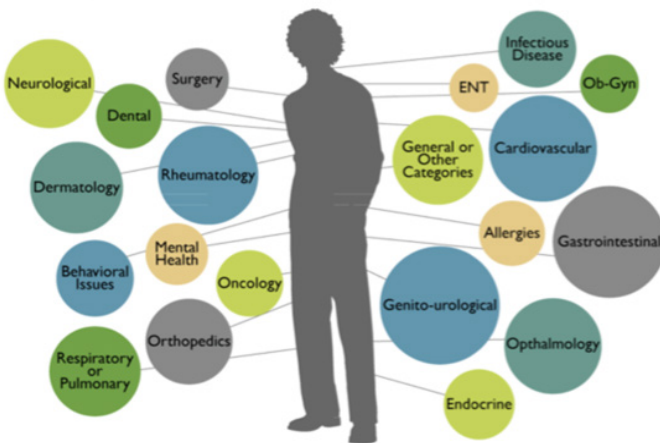 Neurological
Surgery
Dental
Dermatology
Rheumatology
Behavioral
Issues
Mental
Health
Oncology
Orthopedics
Respiratory
or
Pulmonary
Infectious
Disease
ENT
Ob-Gyn
General or
Other
Categories
Cardiovascular
Allergies
Gastrointestinal
Genito-urological
Opthalmology
Endocrine